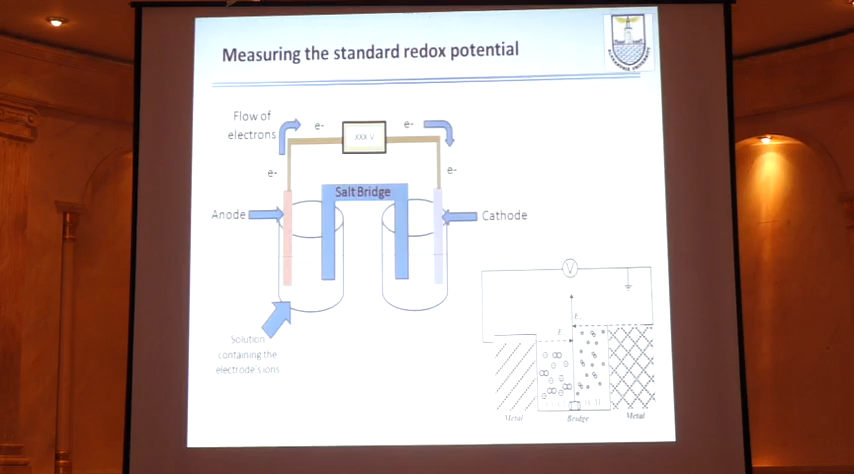 Measuring the standard redox potential
Flow of
electrons
e-
e-
XXX V
e-
e-
Salt Bridge
Anode
Cathode
Solution
containing the
electrode's ions
V
E
E
Metal
Bridge
Metal